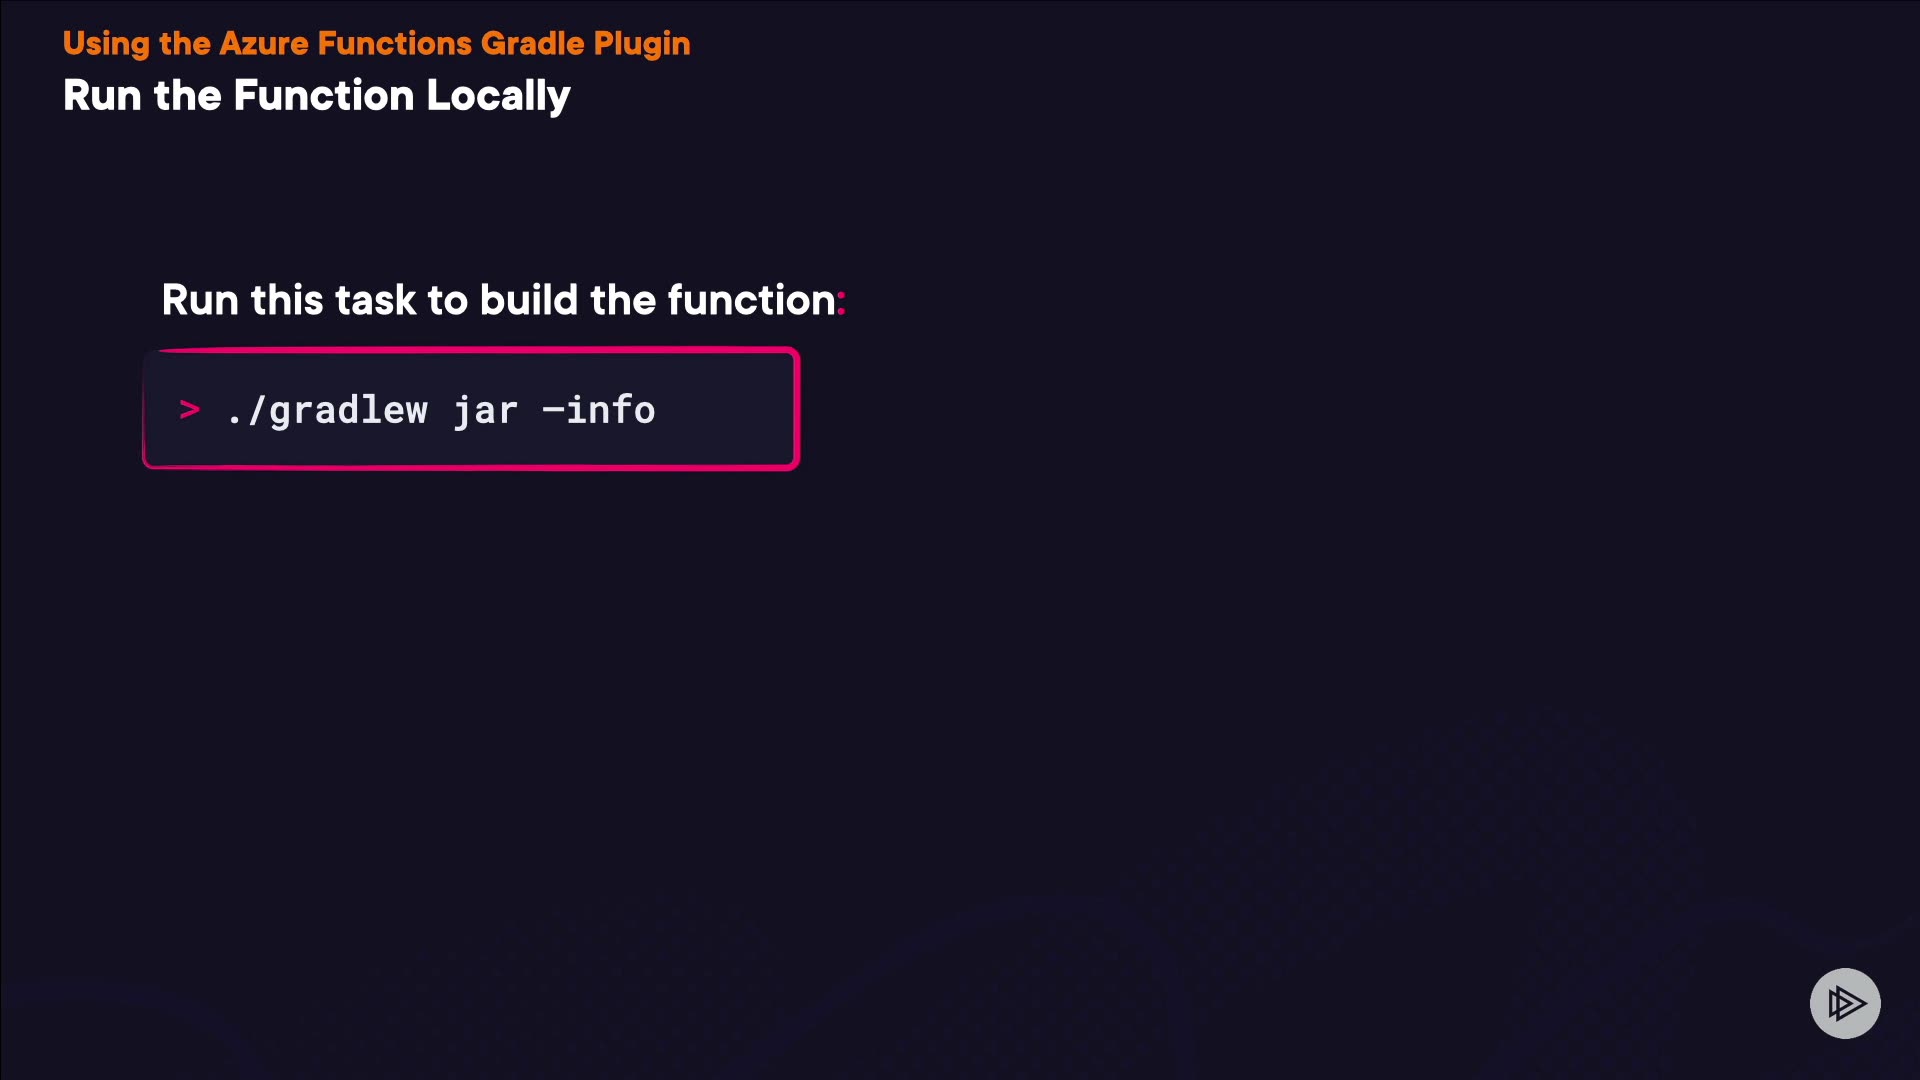 Using the Azure Functions Gradle Plugin
Run the Function Locally
Run this task to build the function:
> ./gradlew jar –info